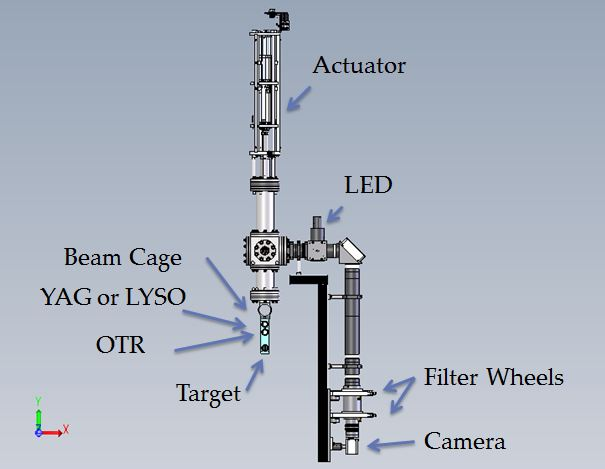 Actuator
LED
Beam Cage
YAG or LYSO
OTR
Target
Filter Wheels
Camera
Y
X